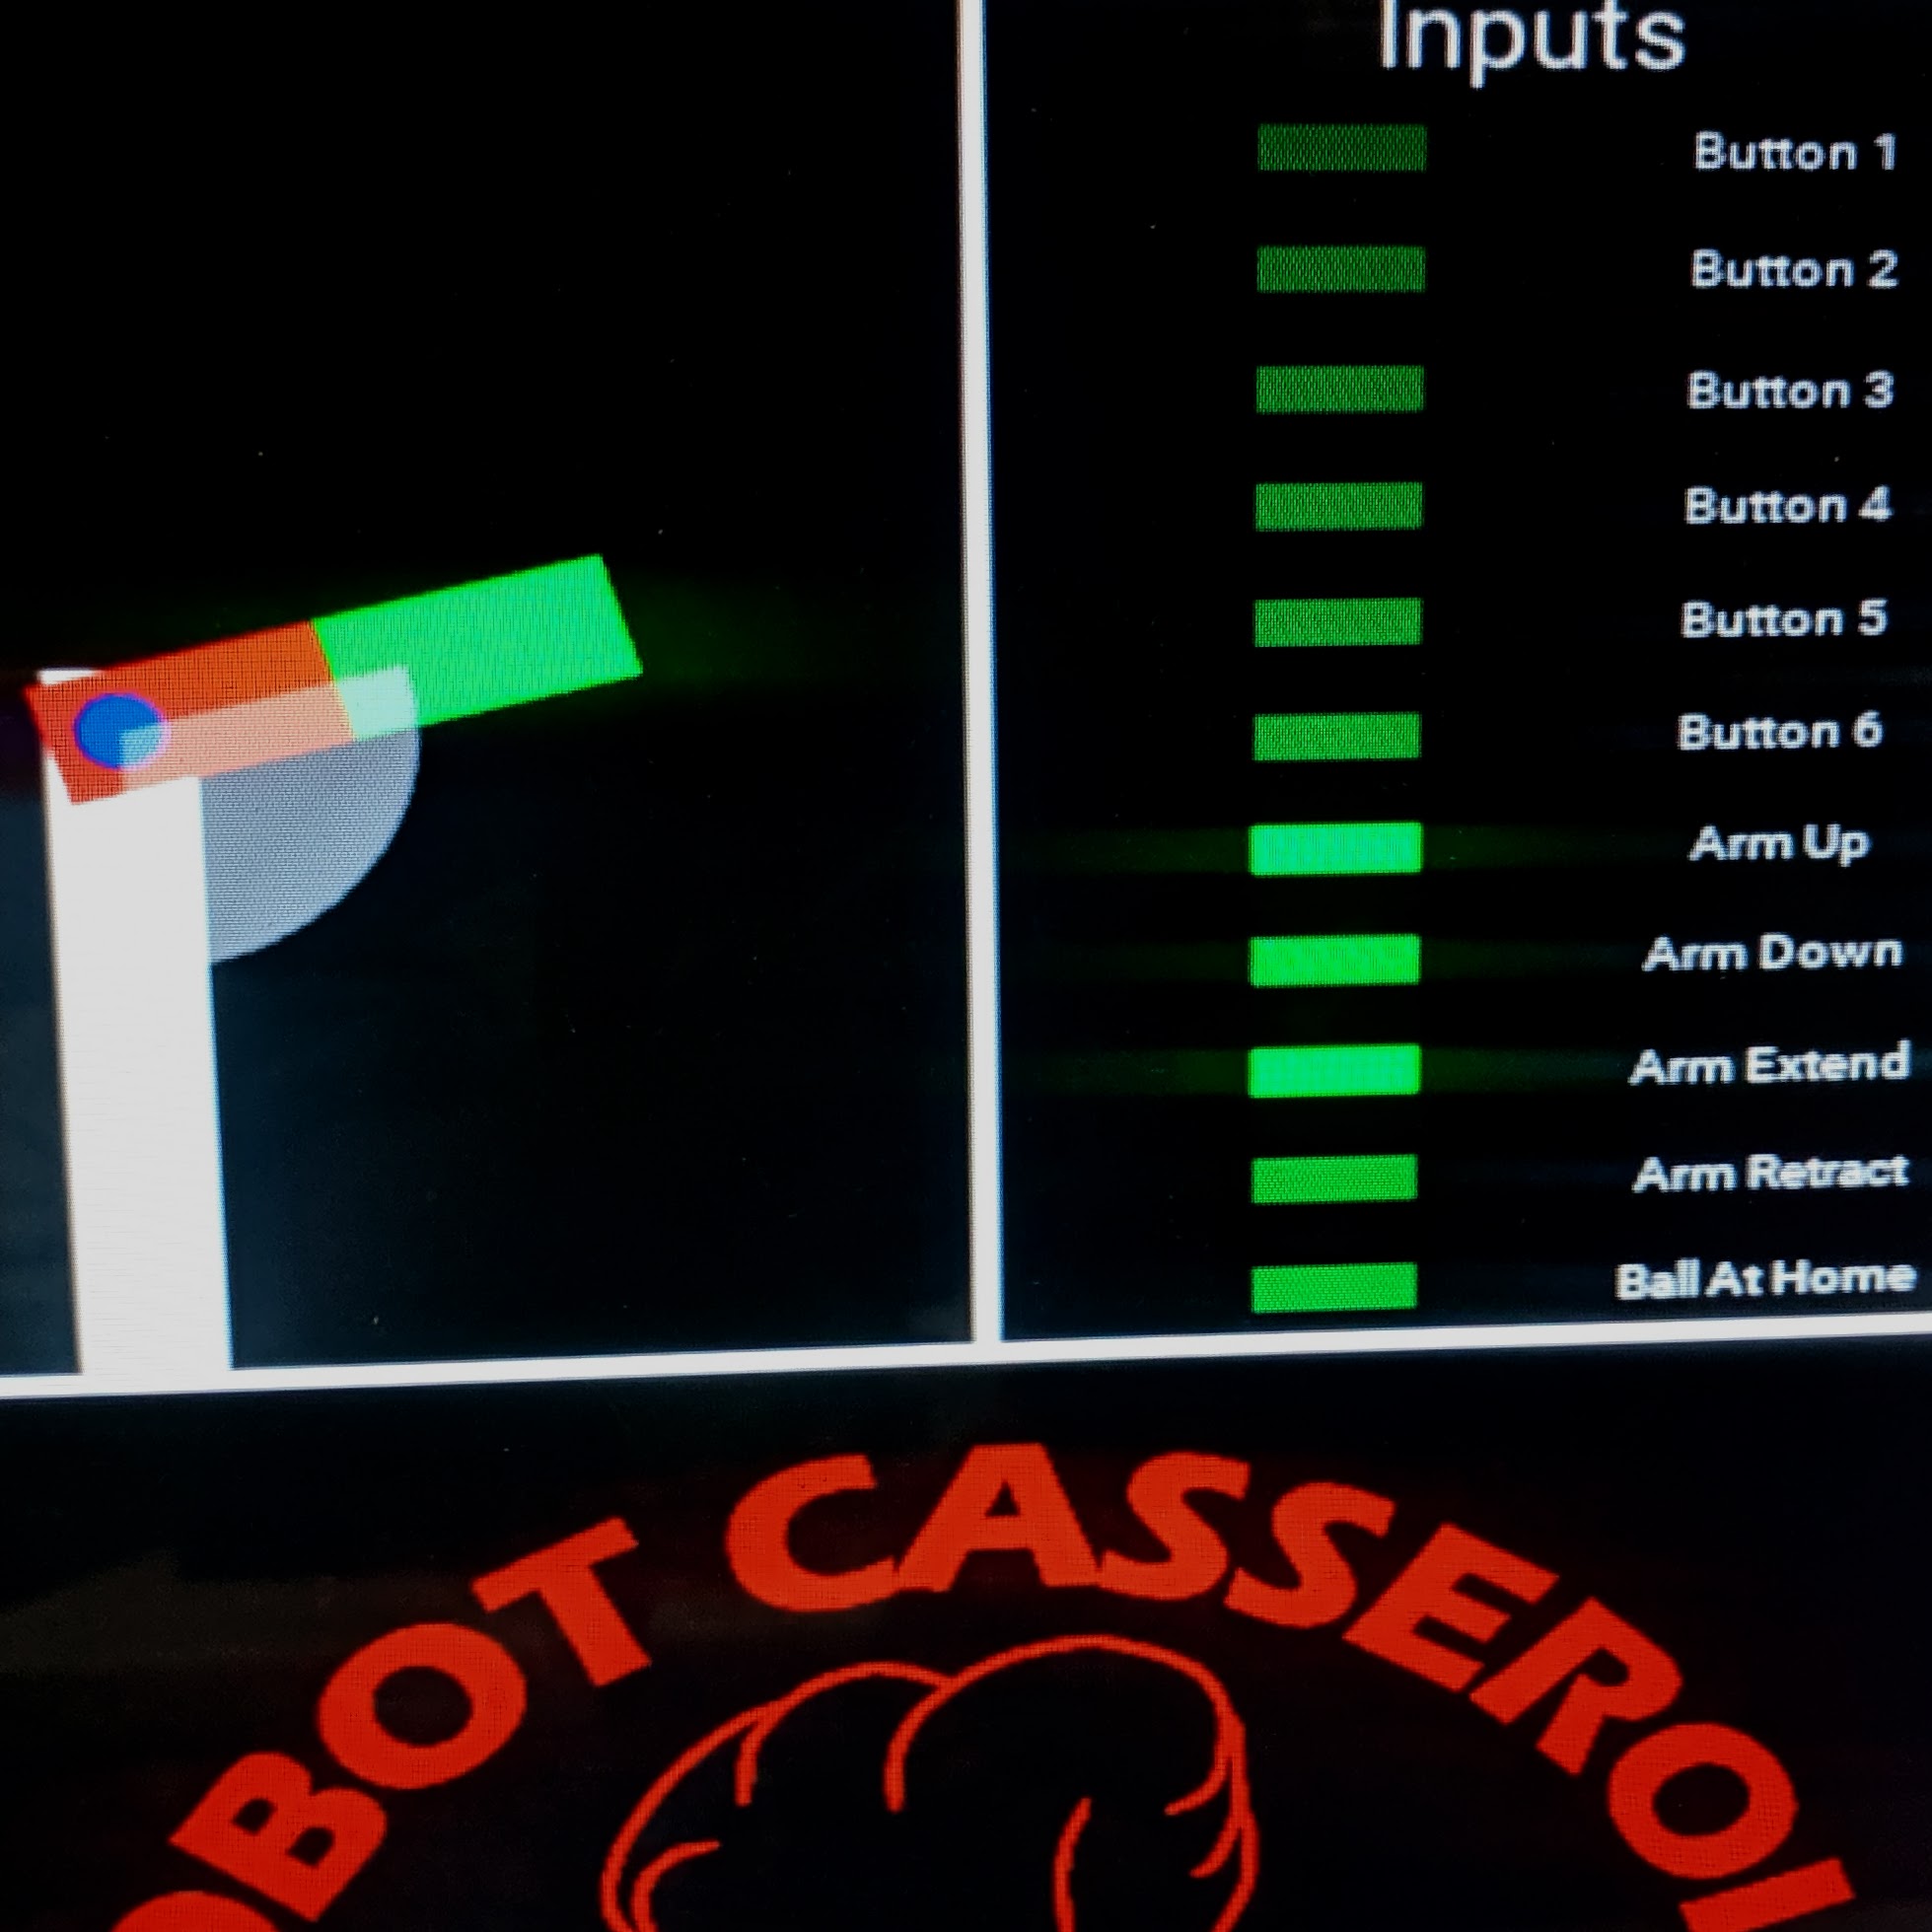 Inputs
Button 1
Button 2
Button 3
Button 4
Button 5
Button 6
Arm Up
Arm Down
Arm Extend
Arm Retract
Ball At Home
OBOT CASSEROL